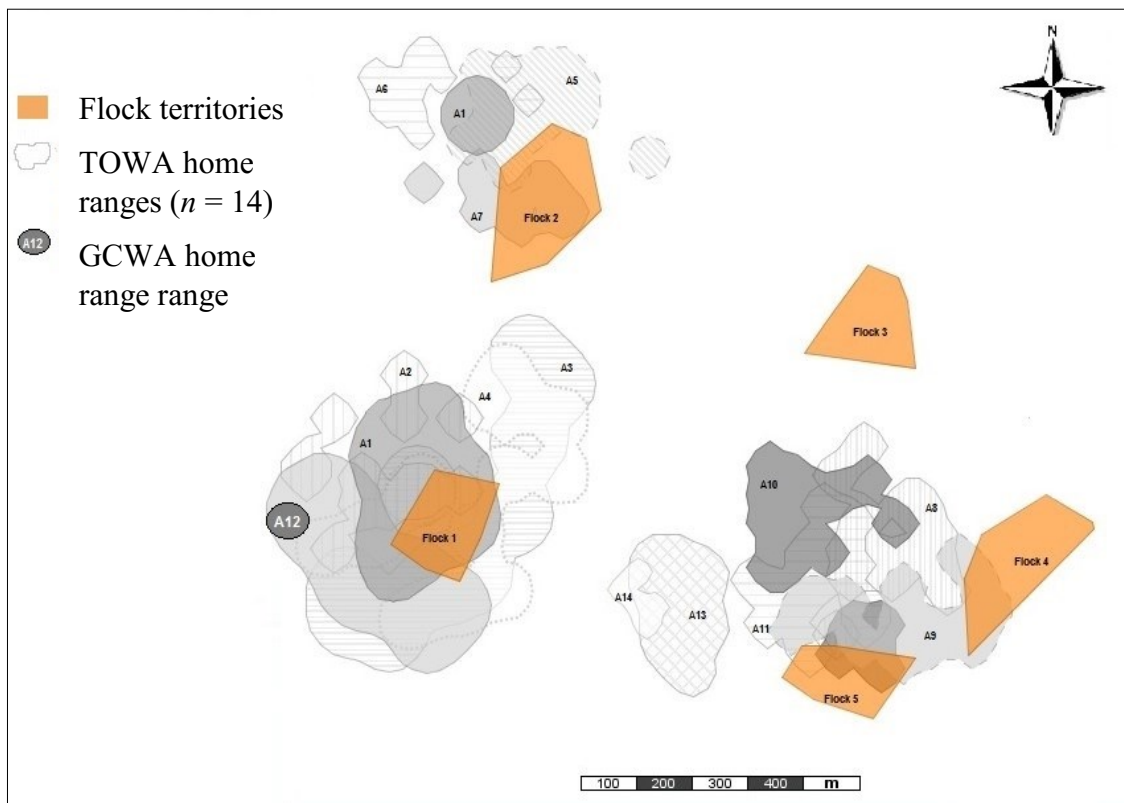 N
Flock territories
TOWA home
ranges (n = 14)
A12
GCWA home
range range
A6
A5
A1
A7
Flock 2
Flock 3
A2
A3
A4
A1
A12
Flock 1
A10
A8
Flock 4
A14
A13
A11
A9
Flock 5
100 200 300 400 m